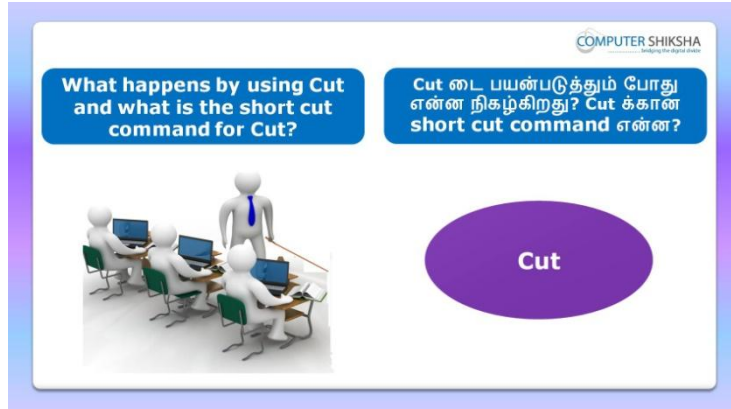 COMPUTER SHIKSHA
bridging the digital divide
What happens by using Cut
and what is the short cut
command for Cut?
Cut டை பயன்படுத்தும் போது
என்ன நிகழ்கிறது? Cut க்கான
short cut command என்ன?
Cut